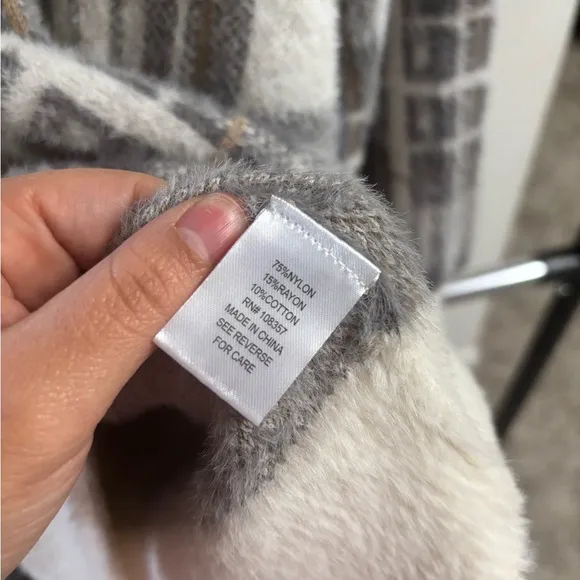 75%NYLON
15%RAYON
10%COTTON
RN# 108357
MADE IN CHINA
SEE REVERSE
FOR CARE